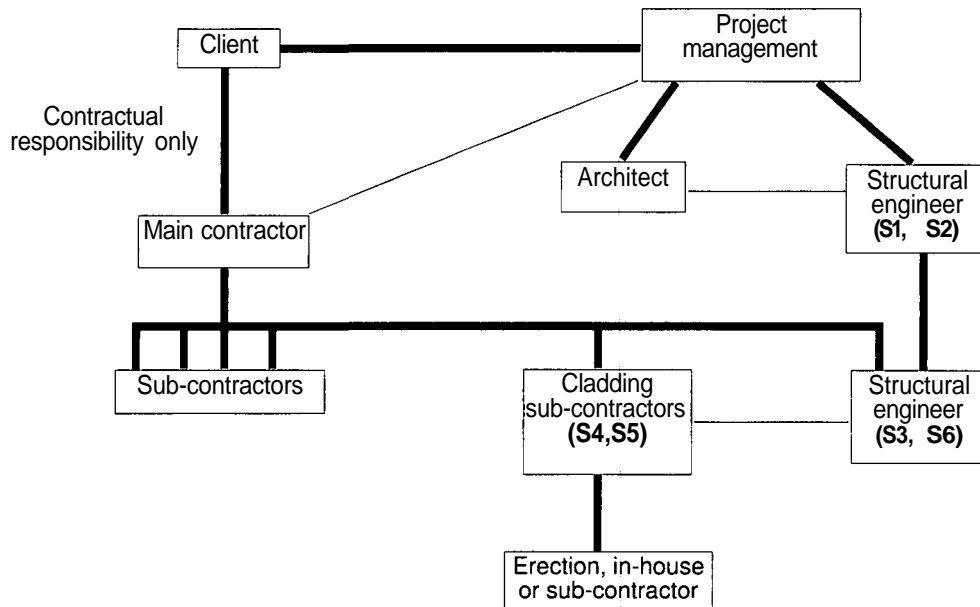 Client
Project
management
Contractual
responsibility only
Architect
Structural
engineer
(S1, S2)
Main contractor
Sub-contractors
Cladding
sub-contractors
(S4,S5)
Structural
engineer
(S3, S6)
Erection, in-house
or sub-contractor